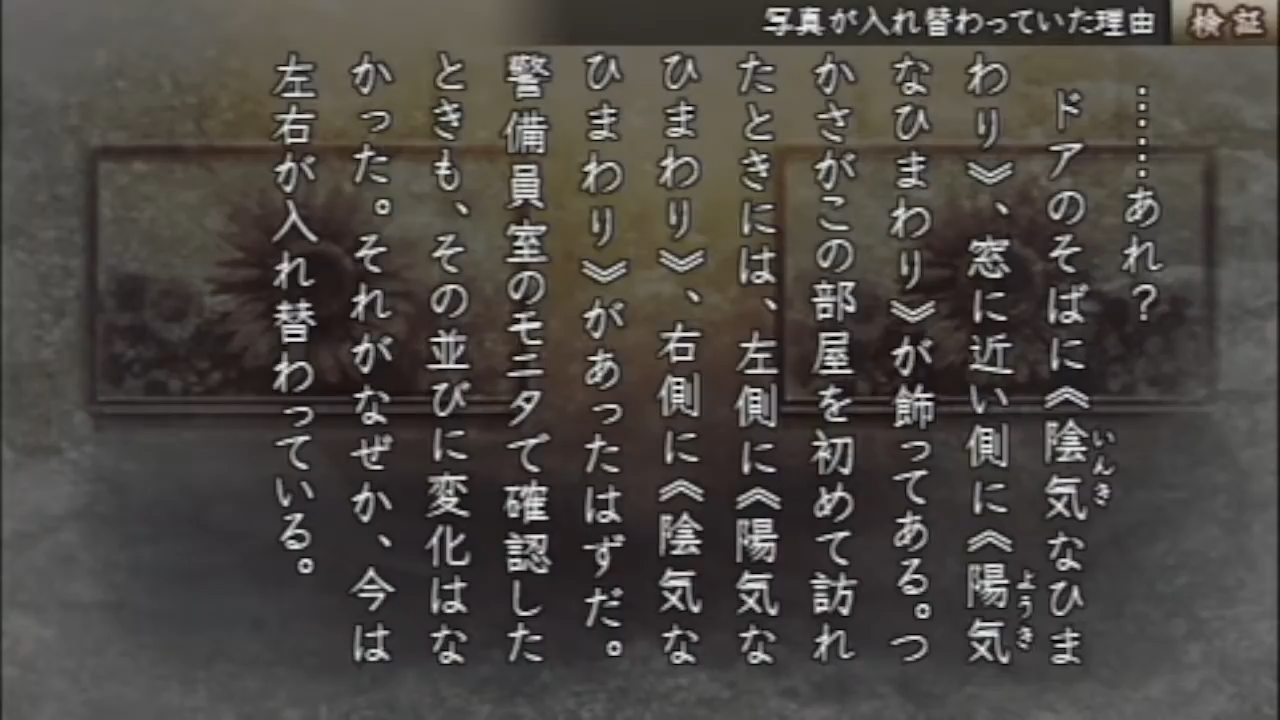 写真が入れ替わっていた理由
検証
……あれ？
ドアのそばに《陰気なひま
いんき
わり》、窓に近い側に《陽気
ようき
なひまわり》が飾ってある。つ
かさがこの部屋を初めて訪れ
たときには、左側に《陽気な
ひまわり》、右側に《陰気な
ひまわり》があったはずだ。
警備員室のモニタで確認した
ときも、その並びに変化はな
かった。それがなぜか、今は
左右が入れ替わっている。